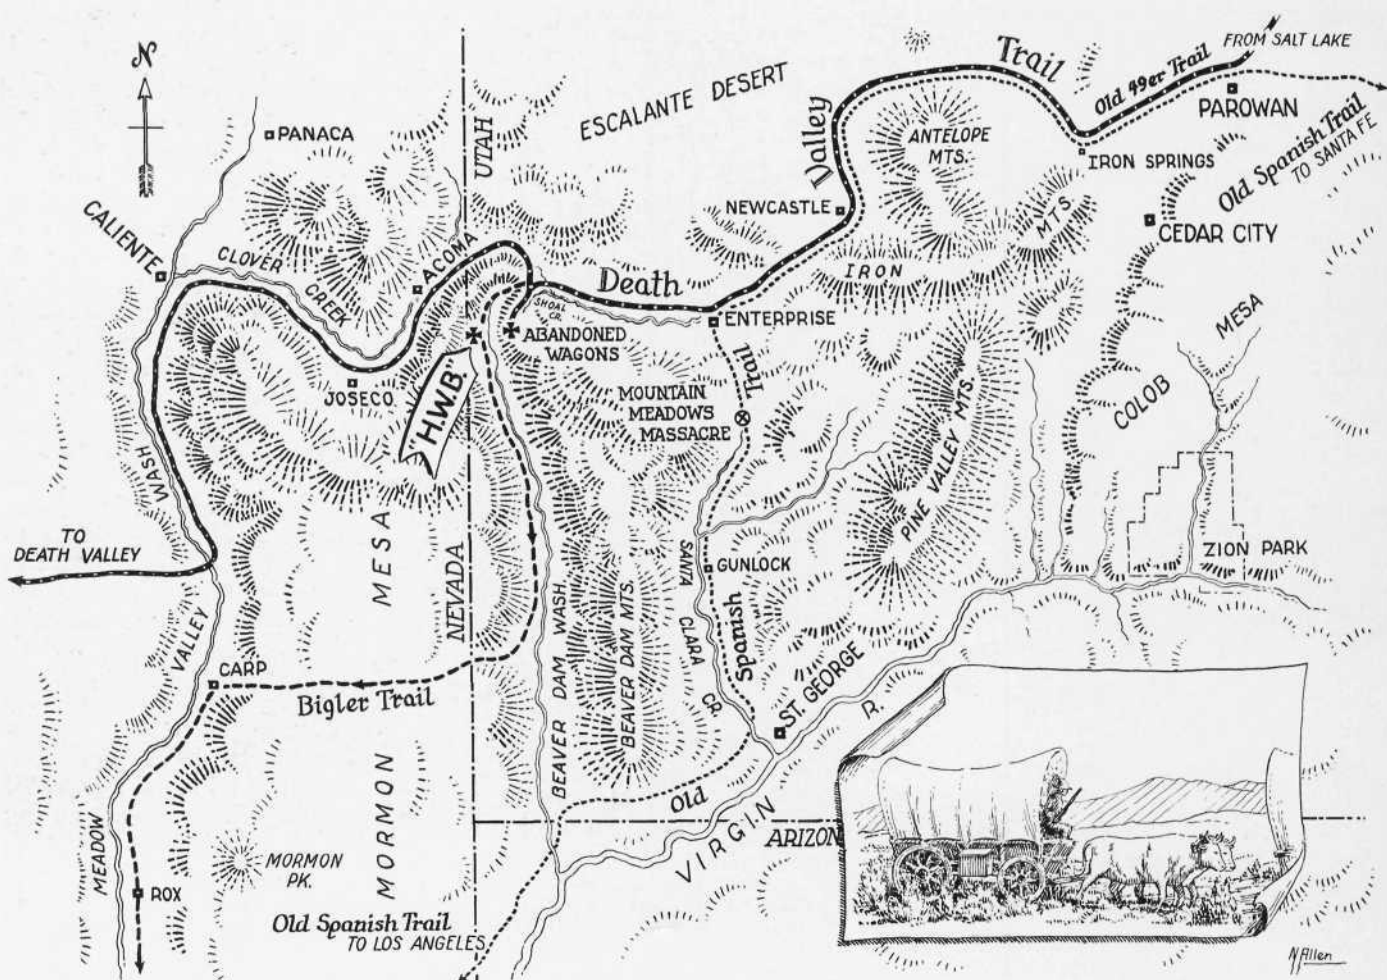 N
FROM SALT LAKE
Old 49er Trail
PAROWAN
Old Spanish Trail
TO SANTA FE
Trail
ESCALANTE DESERT
UTAH
PANACA
Valley
ANTELOPE
MTS.
IRON SPRINGS
CEDAR CITY
MTS.
NEWCASTLE
IRON
CALIENTE
CLOVER
CREEK
ACOMA
Death
SHOAL
CR.
ENTERPRISE
ABANDONED
WAGONS
H.W.B.
JOSECO
Trail
MOUNTAIN
MEADOWS
MASSACRE
PINE VALLEY MTS.
COLOB
MESA
WASH
TO
DEATH VALLEY
MESA
NEVADA
ZION PARK
GUNLOCK
SANTA
CLARA
CR.
Spanish
ST. GEORGE
VALLEY
CARP
Bigler Trail
BEAVER DAM WASH
BEAVER DAM MTS.
Old
VIRGIN
R.
ARIZON
MEADOW
ROX
MORMON
PK.
MORMON
Old Spanish Trail
TO LOS ANGELES
N Allen